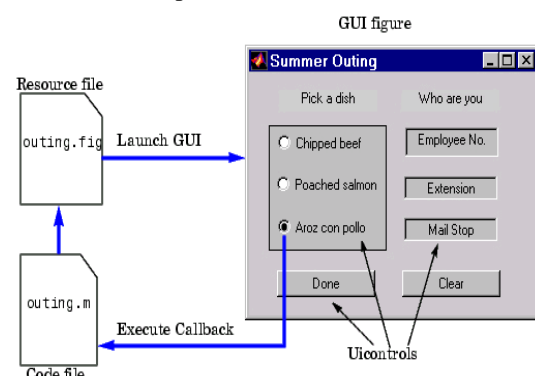 GUI figure
Summer Outing
Resource file
Pick a dish
Who are you
outing.fig
Launch GUI
Chipped beef
Employee No.
Poached salmon
Extension
Aroz con pollo
Mail Stop
outing.m
Done
Clear
Execute Callback
Uicontrols
Code file